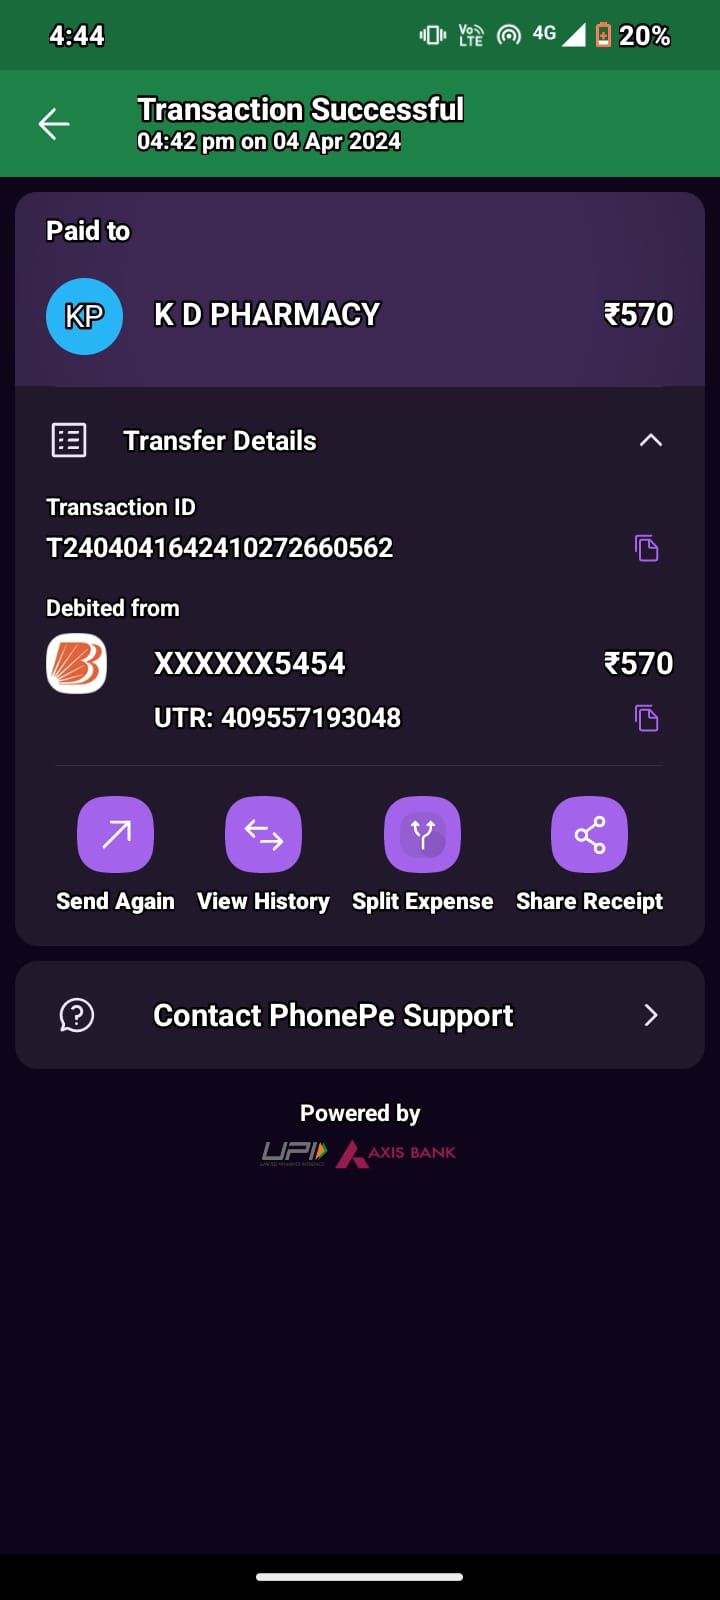 4:44
Vo)) LTE 4G 20%
Transaction Successful
04:42 pm on 04 Apr 2024
Paid to
KP K D PHARMACY ₹570
Transfer Details
Transaction ID
T2404041642410272660562
Debited from
XXXXXX5454 ₹570
UTR: 409557193048
Send Again View History Split Expense Share Receipt
Contact PhonePe Support
Powered by
UPI AXIS BANK